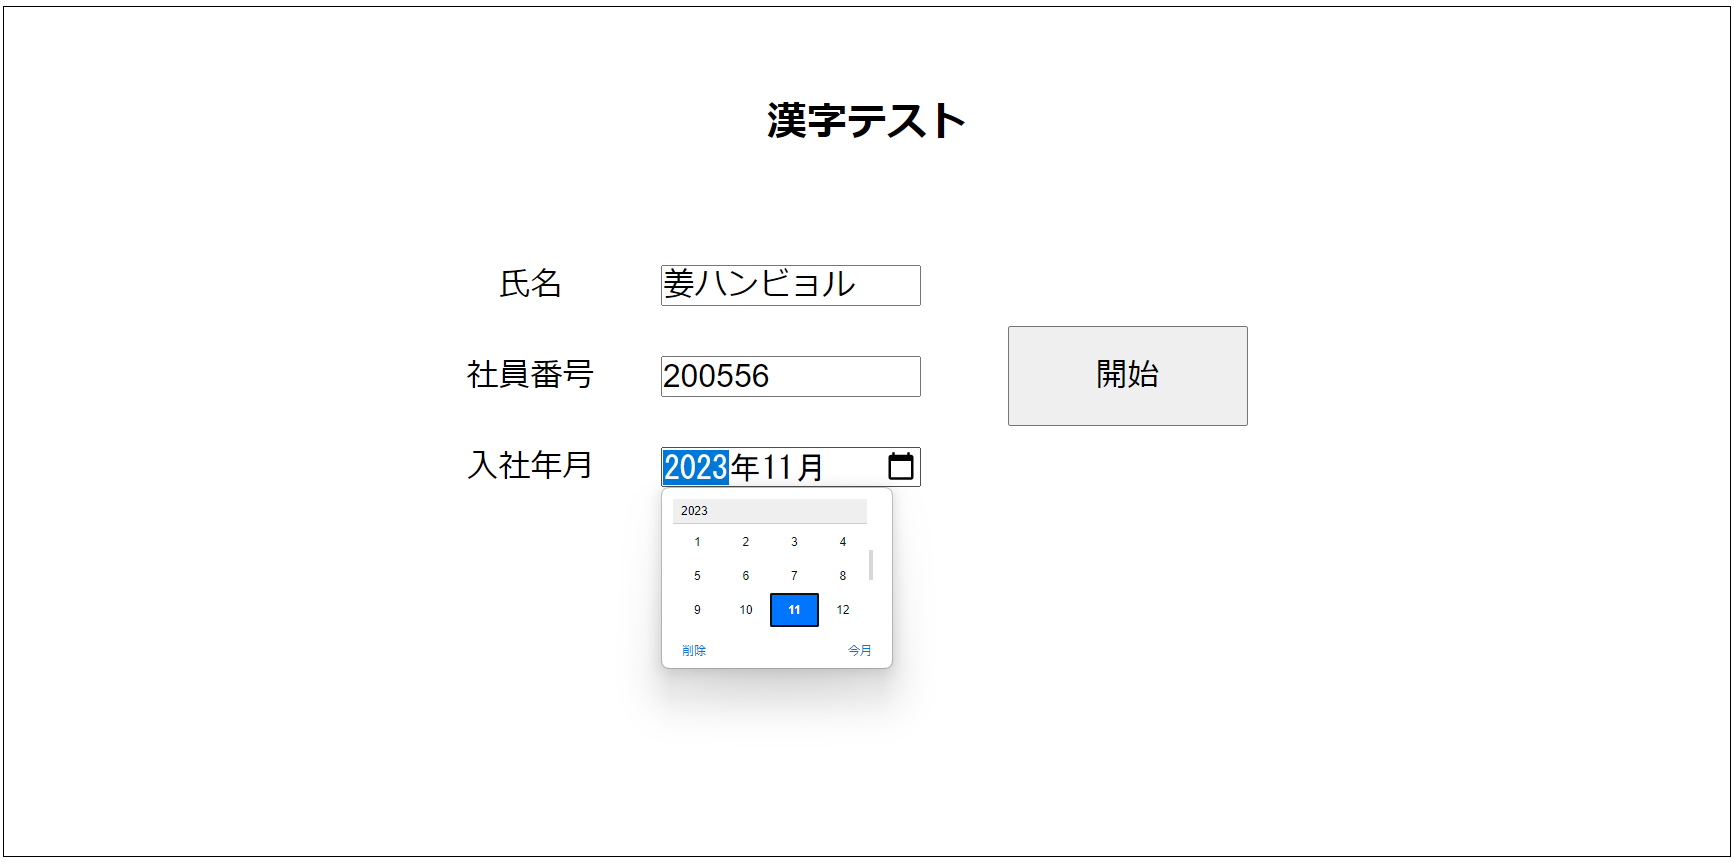 漢字テスト
氏名 姜ハンビョル
社員番号 200556 開始
入社年月 2023年11月
2023
1 2 3 4
5 6 7 8
9 10 11 12
削除 今月